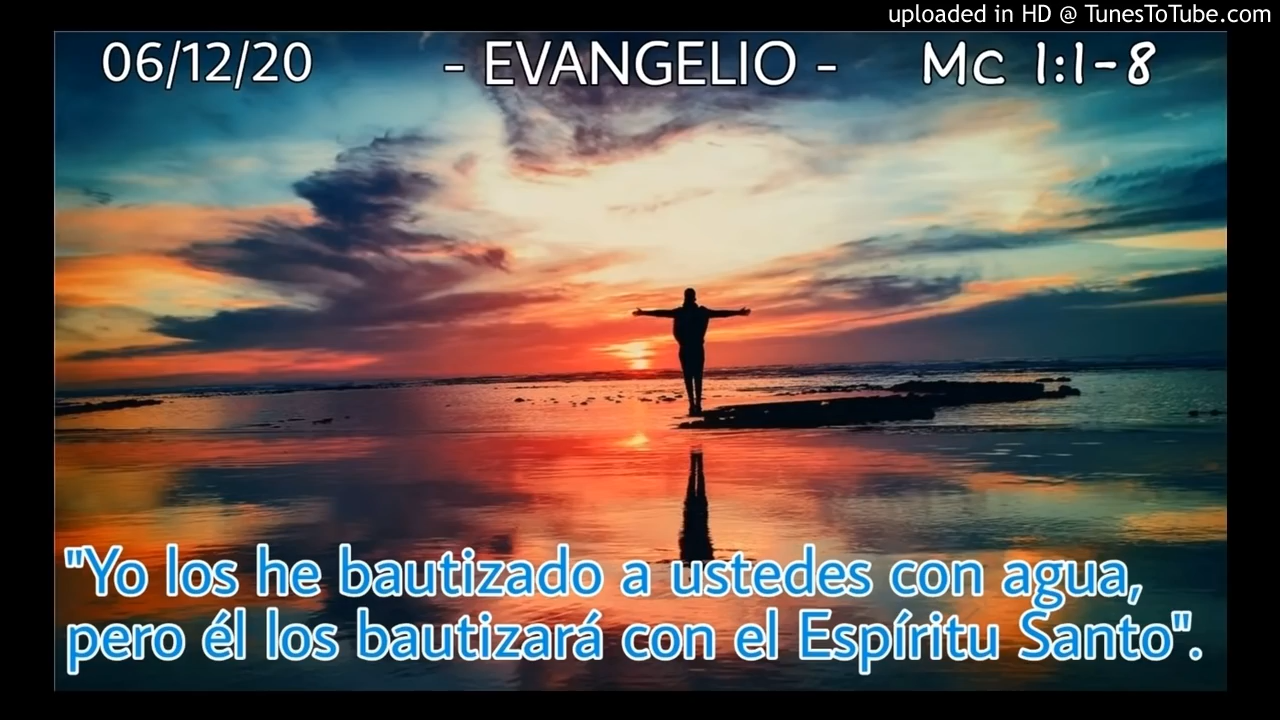 uploaded in HD @ TunesToTube.com
06/12/20 - EVANGELIO - Mc 1:1-8
"Yo los he bautizado a ustedes con agua,
pero él los bautizará con el Espíritu Santo".